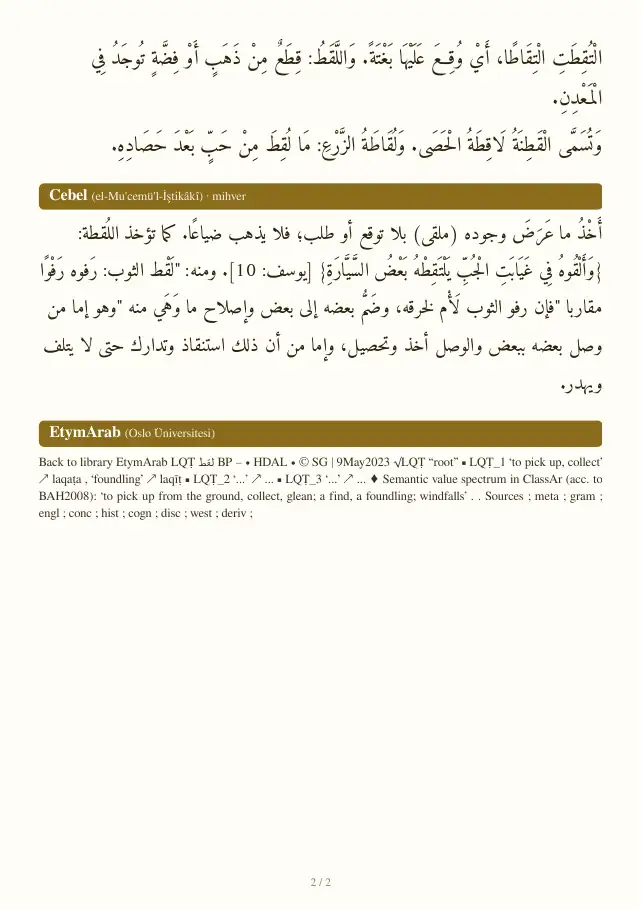 الْتُقِطَتِ الْتِقَاطًا، أَيْ وُقِعَ عَلَيْهَا بَغْتَةً. وَاللَّقَطُ: قِطَعٌ مِنْ ذَهَبٍ أَوْ فِضَّةٍ تُوجَدُ فِي
الْمَعْدِنِ.
وَتُسَمَّى الْقَطِنَةُ لَاقِطَةُ الْحَصَى. وَلُقَاطَةُ الزَّرْعِ: مَا لُقِطَ مِنْ حَبٍّ بَعْدَ حَصَادِهِ.
Cebel (el-Mu'cemü'l-İştikâkî) · mihver
أَخْذُ ما عَرَضَ وجوده (ملقى) بلا توقع أو طلب؛ فلا يذهب ضياعًا. كما تؤخذ اللُقطة:
{وَأَلْقُوهُ فِي غَيَابَتِ الْجُبِّ يَلْتَقِطْهُ بَعْضُ السَّيَّارَةِ} [يوسف: 10]. ومنه: "لَقْط الثوب: رَفوه رَفْوًا
مقاربا "فإن رفو الثوب لَأْم لخرقه، وضَمُّ بعضه إلى بعض وإصلاح ما وَهَي منه "وهو إما من
وصل بعضه ببعض والوصل أخذ وتحصيل، وإما من أن ذلك استنقاذ وتدارك حتى لا يتلف
ويهدر.
EtymArab (Oslo Üniversitesi)
Back to library EtymArab LQṬ لقط BP – • HDAL • © SG | 9May2023 √LQṬ “root” ▪ LQṬ_1 ‘to pick up, collect’
↗ laqaṭa , ‘foundling’ ↗ laqīṭ ▪ LQṬ_2 ‘...’ ↗ ... ▪ LQṬ_3 ‘...’ ↗ ... ♦ Semantic value spectrum in ClassAr (acc. to
BAH2008): ‘to pick up from the ground, collect, glean; a find, a foundling; windfalls’ . . Sources ; meta ; gram ;
engl ; conc ; hist ; cogn ; disc ; west ; deriv ;
2 / 2